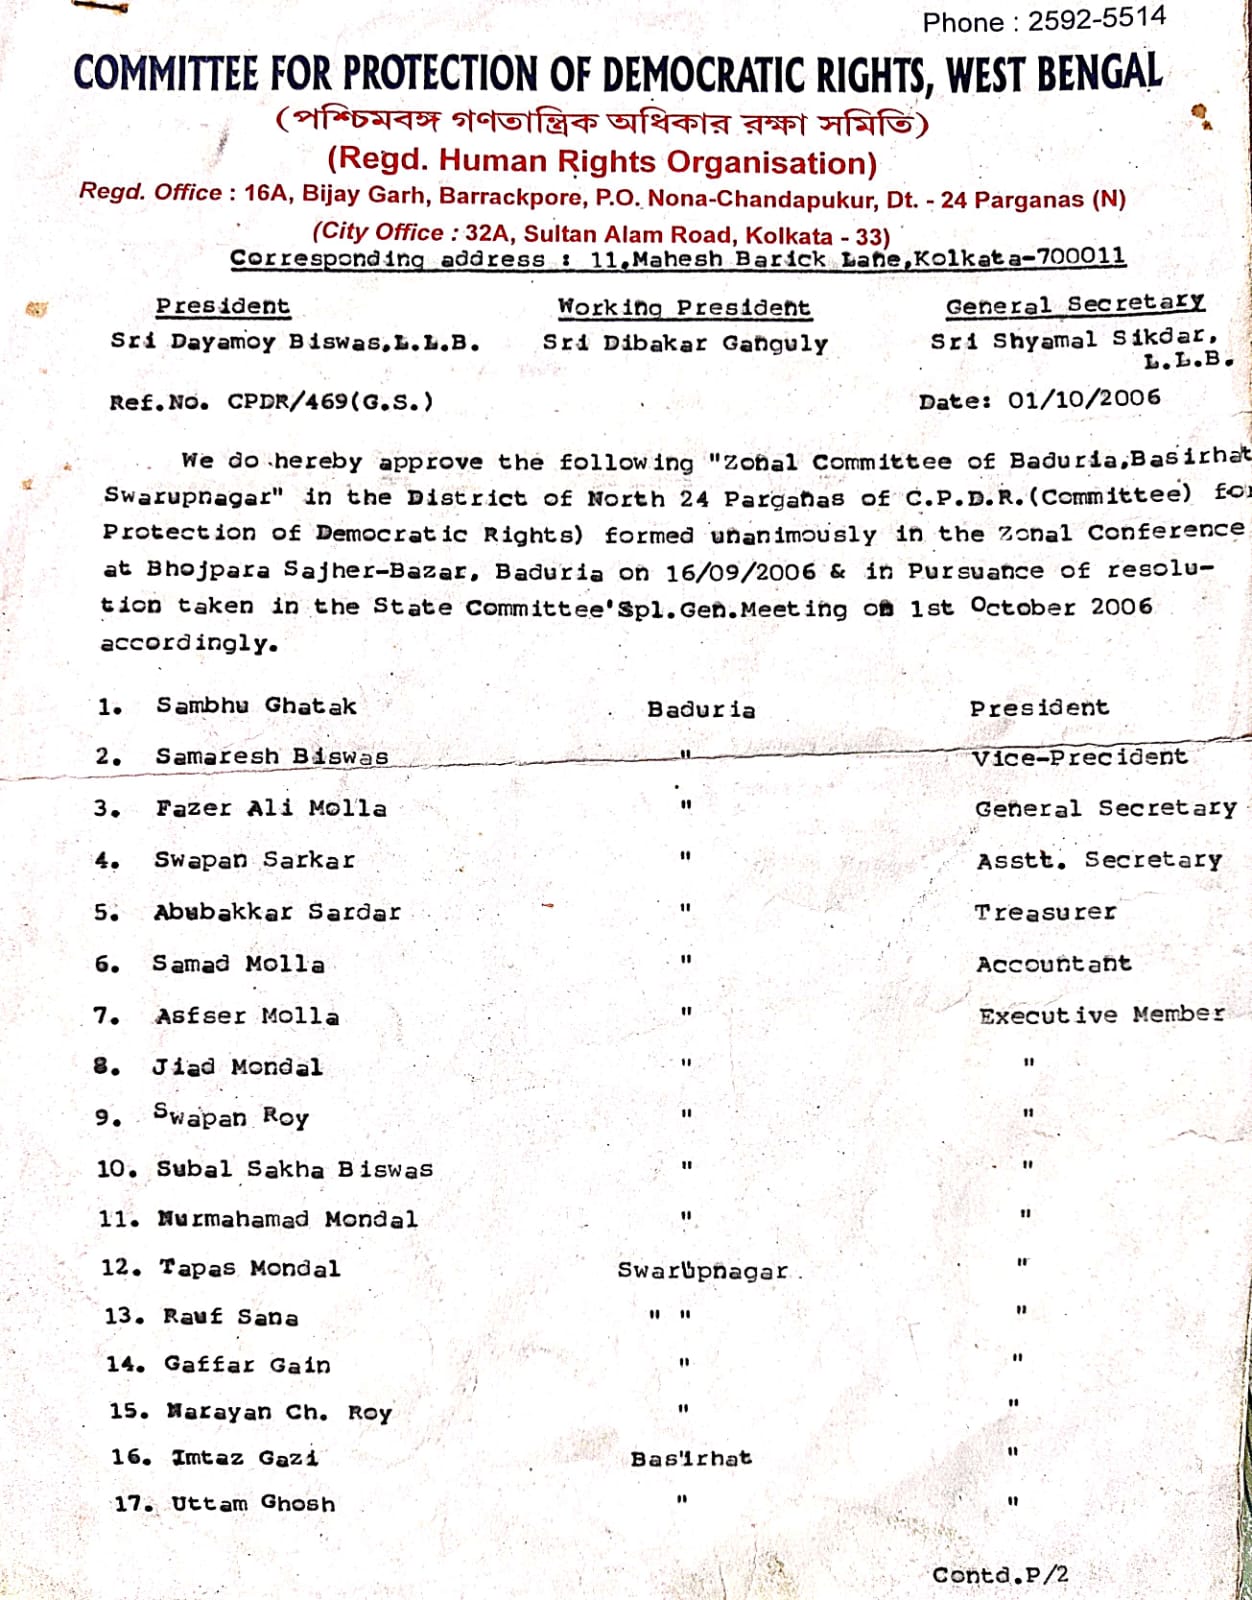 Phone : 2592-5514
COMMITTEE FOR PROTECTION OF DEMOCRATIC RIGHTS, WEST BENGAL
(পশ্চিমবঙ্গ গণতান্ত্রিক অধিকার রক্ষা সমিতি)
(Regd. Human Rights Organisation)
Regd. Office : 16A, Bijay Garh, Barrackpore, P.O. Nona-Chandapukur, Dt. - 24 Parganas (N)
(City Office : 32A, Sultan Alam Road, Kolkata - 33)
Corresponding address : 11,Mahesh Barick Lane,Kolkata-700011
President Working President General Secretary
Sri Dayamoy Biswas,L.L.B. Sri Dibakar Ganguly Sri Shyamal Sikdar,
L.L.B.
Ref.No. CPDR/469(G.S.) Date: 01/10/2006
We do hereby approve the following "Zonal Committee of Baduria,Basirhat
Swarupnagar" in the District of North 24 Parganas of C.P.D.R.(Committee) for
Protection of Democratic Rights) formed unanimously in the Zonal Conference
at Bhojpara Sajher-Bazar, Baduria on 16/09/2006 & in Pursuance of resolu-
tion taken in the State Committee'Spl.Gen.Meeting on 1st October 2006
accordingly.
1. Sambhu Ghatak Baduria President
2. Samaresh Biswas " Vice-Precident
3. Fazer Ali Molla " General Secretary
4. Swapan Sarkar " Asstt. Secretary
5. Abubakkar Sardar " Treasurer
6. Samad Molla " Accountant
7. Asfser Molla " Executive Member
8. Jiad Mondal " "
9. Swapan Roy " "
10. Subal Sakha Biswas " "
11. Nurmahamad Mondal " "
12. Tapas Mondal Swarupnagar "
13. Rauf Sana " " "
14. Gaffar Gain " "
15. Narayan Ch. Roy " "
16. Imtaz Gazi Basirhat "
17. Uttam Ghosh " "
Contd.P/2